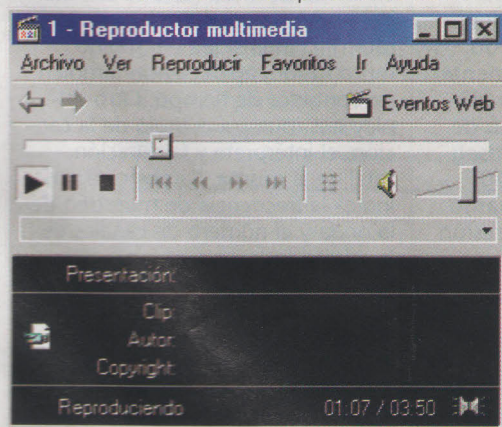 1 - Reproductor multimedia
Archivo Ver Reproducir Favoritos Ir Ayuda
Eventos Web
Presentación:
Clip:
Autor:
Copyright:
Reproduciendo 01:07 / 03:50